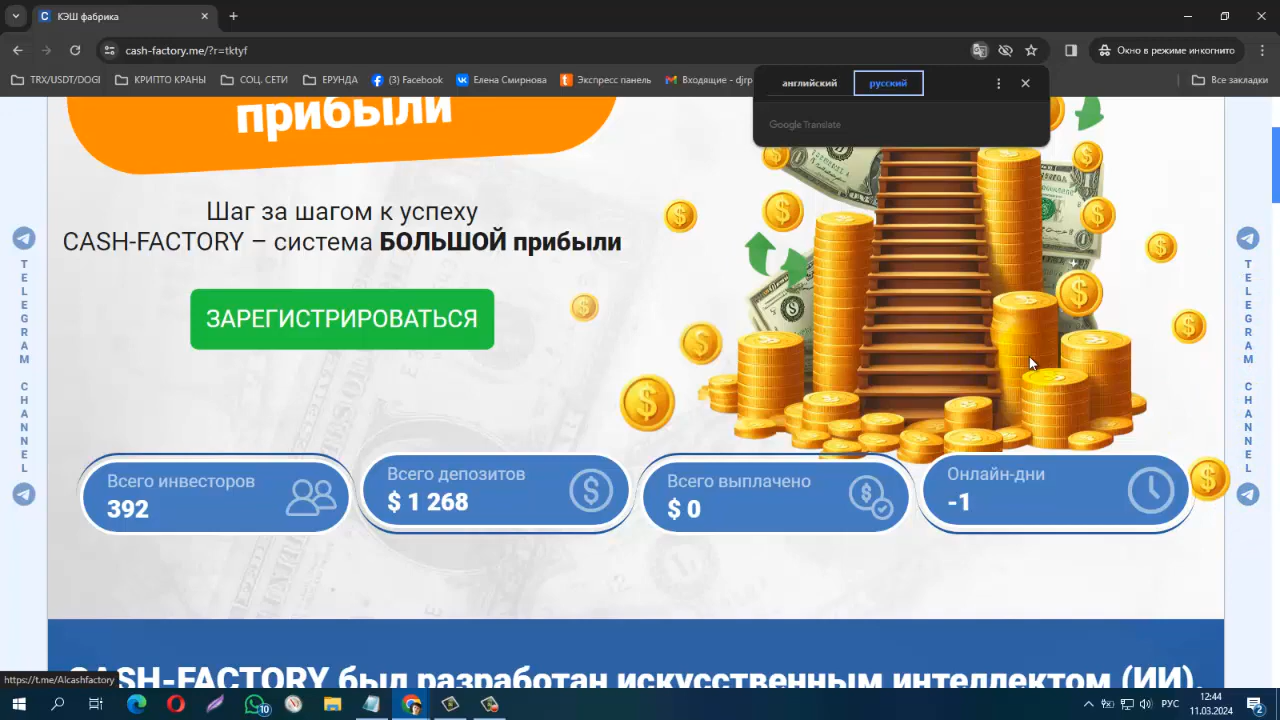 КЭШ фабрика
cash-factory.me/?r=tktyf
Окно в режиме инкогнито
TRX/USDT/DOGI
КРИПТО КРАНЫ
СОЦ. СЕТИ
ЕРУНДА
(3) Facebook
Елена Смирнова
Экспресс панель
Входящие - djrp
Все закладки
английский
русский
Google Translate
прибыли
Шаг за шагом к успеху
CASH-FACTORY – система БОЛЬШОЙ прибыли
ЗАРЕГИСТРИРОВАТЬСЯ
TELEGRAM CHANNEL
TELEGRAM CHANNEL
Всего инвесторов
392
Всего депозитов
$ 1 268
Всего выплачено
$ 0
Онлайн-дни
-1
CASH-FACTORY был разработан искусственным интеллектом (ИИ),
https://t.me/AIcashfactory
10
РУС
12:44
11.03.2024
2